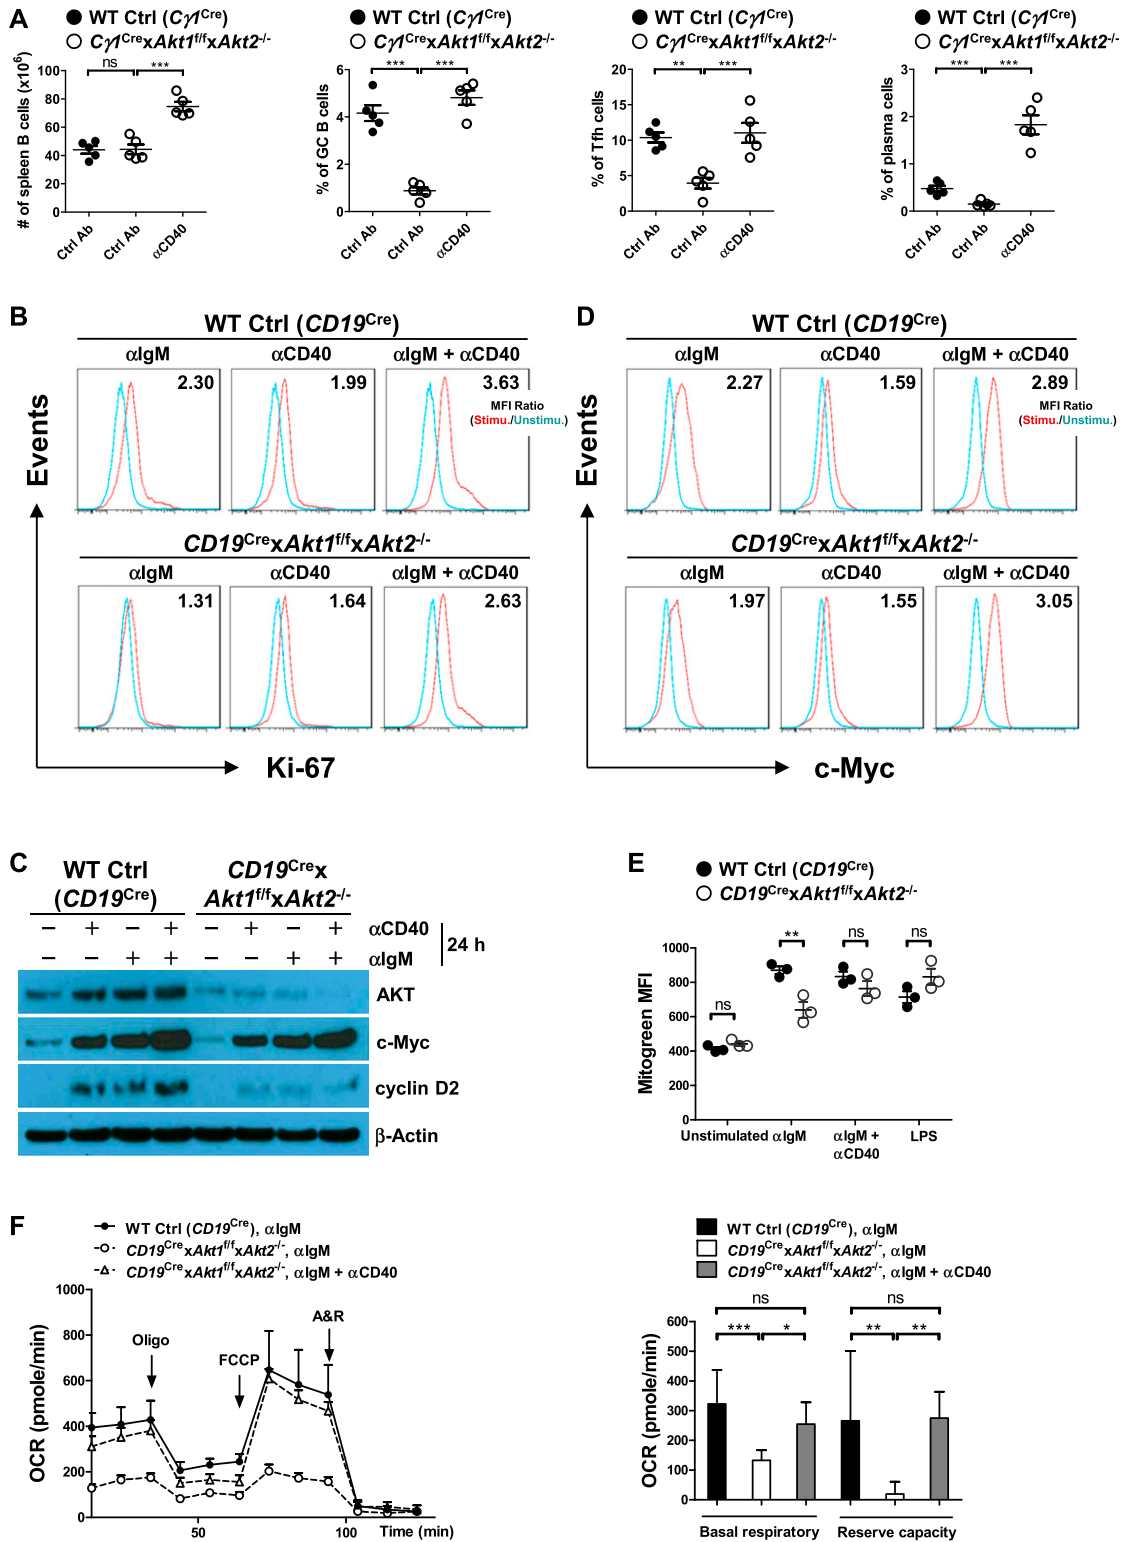 A
WT Ctrl (Cγ1Cre)
Cγ1CrexAkt1f/fxAkt2-/-
# of spleen B cells (x10⁶)
100
80
60
40
20
0
ns
***
Ctrl Ab
Ctrl Ab
αCD40
WT Ctrl (Cγ1Cre)
Cγ1CrexAkt1f/fxAkt2-/-
% of GC B cells
6
4
2
0
***
***
Ctrl Ab
Ctrl Ab
αCD40
WT Ctrl (Cγ1Cre)
Cγ1CrexAkt1f/fxAkt2-/-
% of Tfh cells
20
15
10
5
0
**
***
Ctrl Ab
Ctrl Ab
αCD40
WT Ctrl (Cγ1Cre)
Cγ1CrexAkt1f/fxAkt2-/-
% of plasma cells
3
2
1
0
***
***
Ctrl Ab
Ctrl Ab
αCD40
B
WT Ctrl (CD19Cre)
αIgM αCD40 αIgM + αCD40
2.30 1.99 3.63
MFI Ratio
(Stimu./Unstimu.)
Events
CD19CrexAkt1f/fxAkt2-/-
αIgM αCD40 αIgM + αCD40
1.31 1.64 2.63
Ki-67
D
WT Ctrl (CD19Cre)
αIgM αCD40 αIgM + αCD40
2.27 1.59 2.89
MFI Ratio
(Stimu./Unstimu.)
Events
CD19CrexAkt1f/fxAkt2-/-
αIgM αCD40 αIgM + αCD40
1.97 1.55 3.05
c-Myc
C
WT Ctrl
(CD19Cre)
CD19Crex
Akt1f/fxAkt2-/-
− + − + − + − + αCD40
− − + + − − + + αIgM
24 h
AKT
c-Myc
cyclin D2
β-Actin
E
WT Ctrl (CD19Cre)
CD19CrexAkt1f/fxAkt2-/-
Mitogreen MFI
1000
800
600
400
200
0
ns
**
ns
ns
Unstimulated αIgM αIgM + LPS
αCD40
F
WT Ctrl (CD19Cre), αIgM
CD19CrexAkt1f/fxAkt2-/-, αIgM
CD19CrexAkt1f/fxAkt2-/-, αIgM + αCD40
OCR (pmole/min)
1000
800
600
400
200
0
Oligo
FCCP
A&R
50 100 Time (min)
WT Ctrl (CD19Cre), αIgM
CD19CrexAkt1f/fxAkt2-/-, αIgM
CD19CrexAkt1f/fxAkt2-/-, αIgM + αCD40
OCR (pmole/min)
600
500
400
300
200
100
0
ns ns
*** * ** **
Basal respiratory Reserve capacity